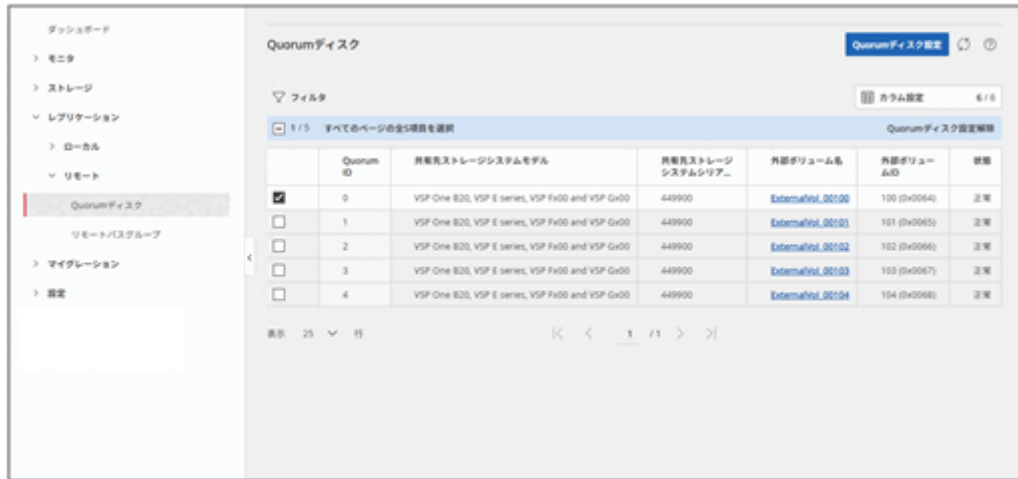 ダッシュボード
モニタ
ストレージ
レプリケーション
ローカル
リモート
Quorumディスク
リモートパスグループ
マイグレーション
設定
Quorumディスク
Quorumディスク設定
フィルタ
カラム設定 6 / 6
1 / 5 すべてのページの全5項目を選択 Quorumディスク設定解除
Quorum ID 共有先ストレージシステムモデル 共有先ストレージシステムシリア... 外部ボリューム名 外部ボリュームID 状態
0 VSP One B20, VSP E series, VSP Fx00 and VSP Gx00 449900 ExternalVol_00100 100 (0x0064) 正常
1 VSP One B20, VSP E series, VSP Fx00 and VSP Gx00 449900 ExternalVol_00101 101 (0x0065) 正常
2 VSP One B20, VSP E series, VSP Fx00 and VSP Gx00 449900 ExternalVol_00102 102 (0x0066) 正常
3 VSP One B20, VSP E series, VSP Fx00 and VSP Gx00 449900 ExternalVol_00103 103 (0x0067) 正常
4 VSP One B20, VSP E series, VSP Fx00 and VSP Gx00 449900 ExternalVol_00104 104 (0x0068) 正常
表示 25 行 1 / 1